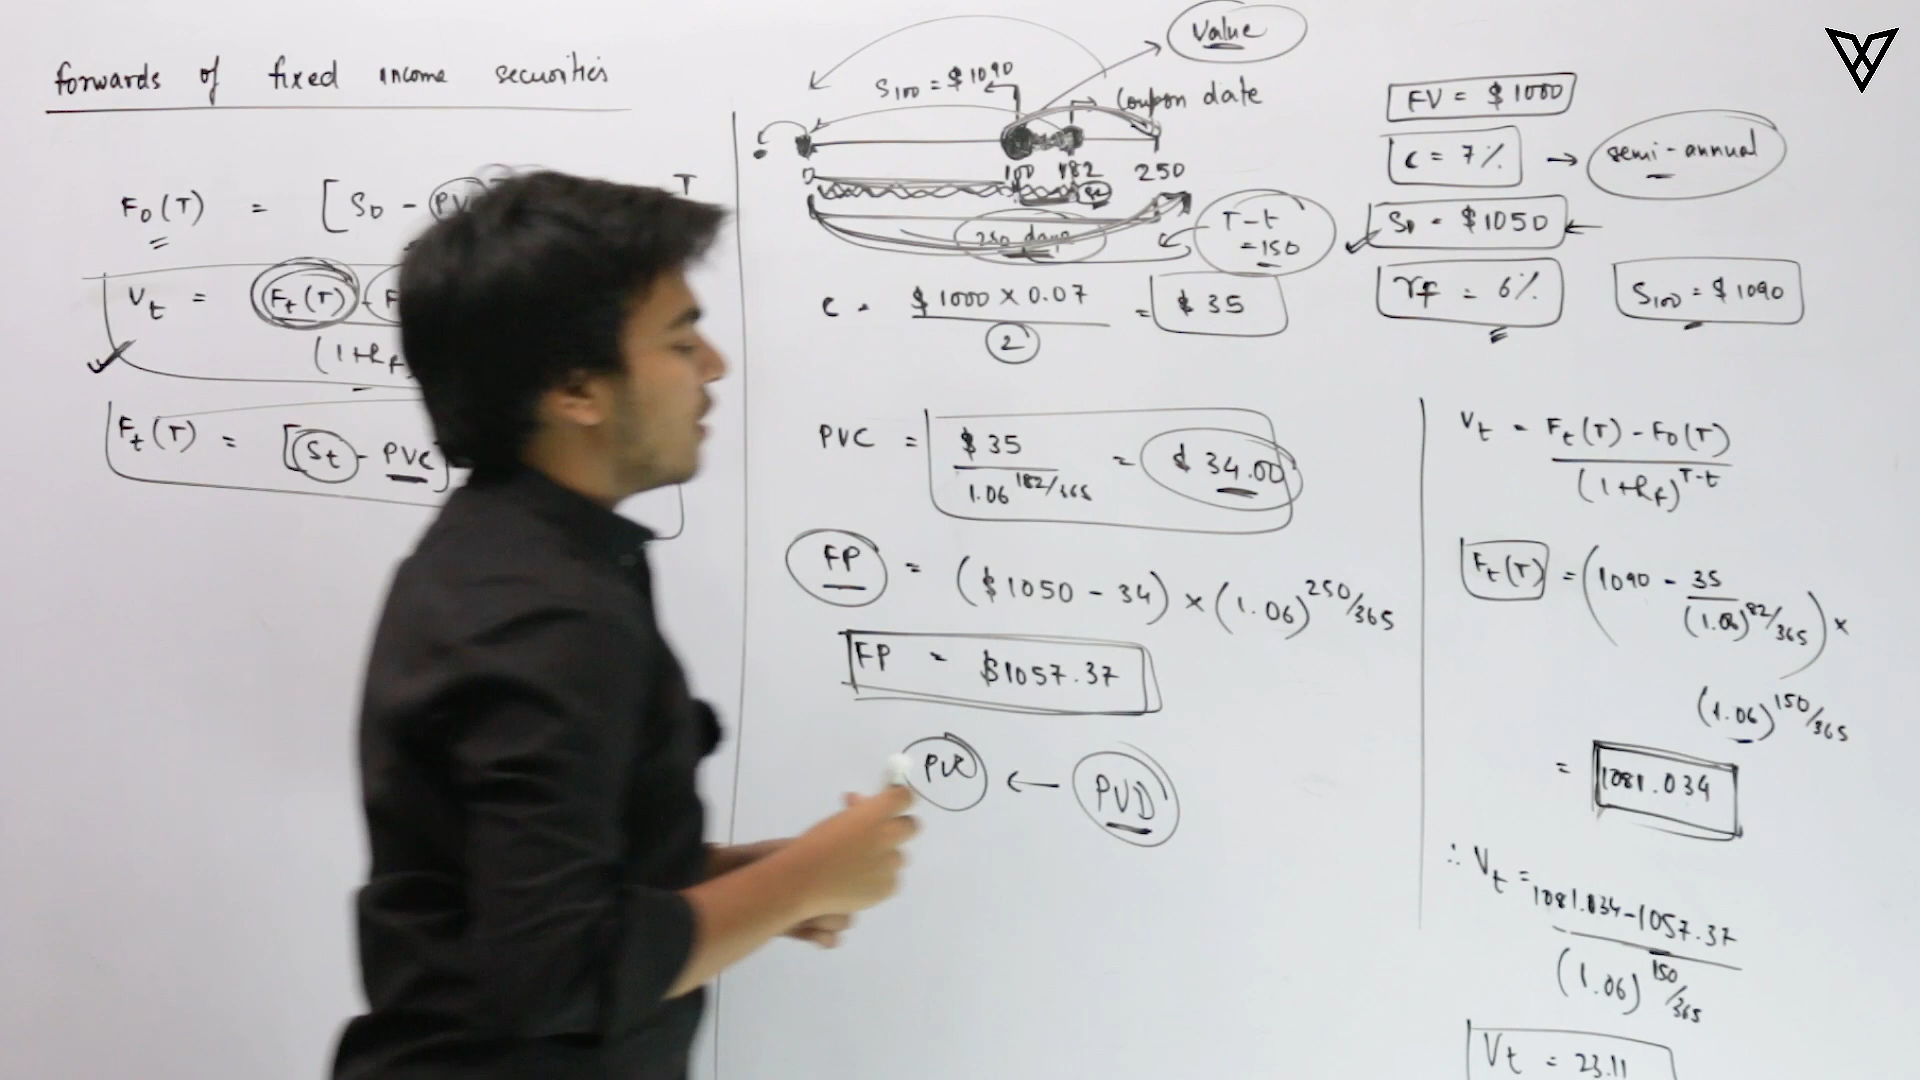 forwards of fixed income securities
F₀(T) = [S₀ - PV
T
Vt = Ft(T) - F
(1+Rf
Ft(T) = [St - PVC]
Value
S₁₀₀ = $1090
Coupon date
0 100 182 250
82
250 days
T-t
= 150
C = $1000 × 0.07 / 2 = $35
PVC = $35 / 1.06^182/365 = $34.00
FP = ($1050 - 34) × (1.06)^250/365
FP = $1057.37
PVC ← PVD
FV = $1000
C = 7% → semi-annual
S₀ = $1050 ←
rf = 6%
S₁₀₀ = $1090
Vt = Ft(T) - F₀(T) / (1+Rf)^T-t
Ft(T) = (1090 - 35 / (1.06)^82/365) ×
(1.06)^150/365
= 1081.034
∴ Vt = 1081.034 - 1057.37 / (1.06)^150/365
Vt = 23.11